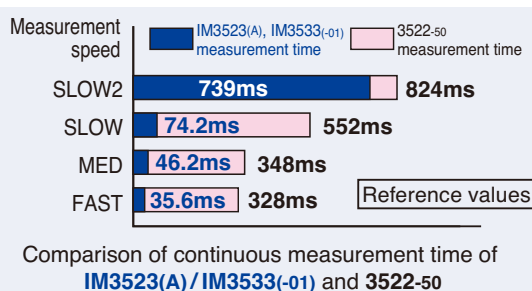 Measurement speed
IM3523(A), IM3533(-01) measurement time
3522-50 measurement time
SLOW2 739ms 824ms
SLOW 74.2ms 552ms
MED 46.2ms 348ms
FAST 35.6ms 328ms
Reference values
Comparison of continuous measurement time of
IM3523(A) / IM3533(-01) and 3522-50